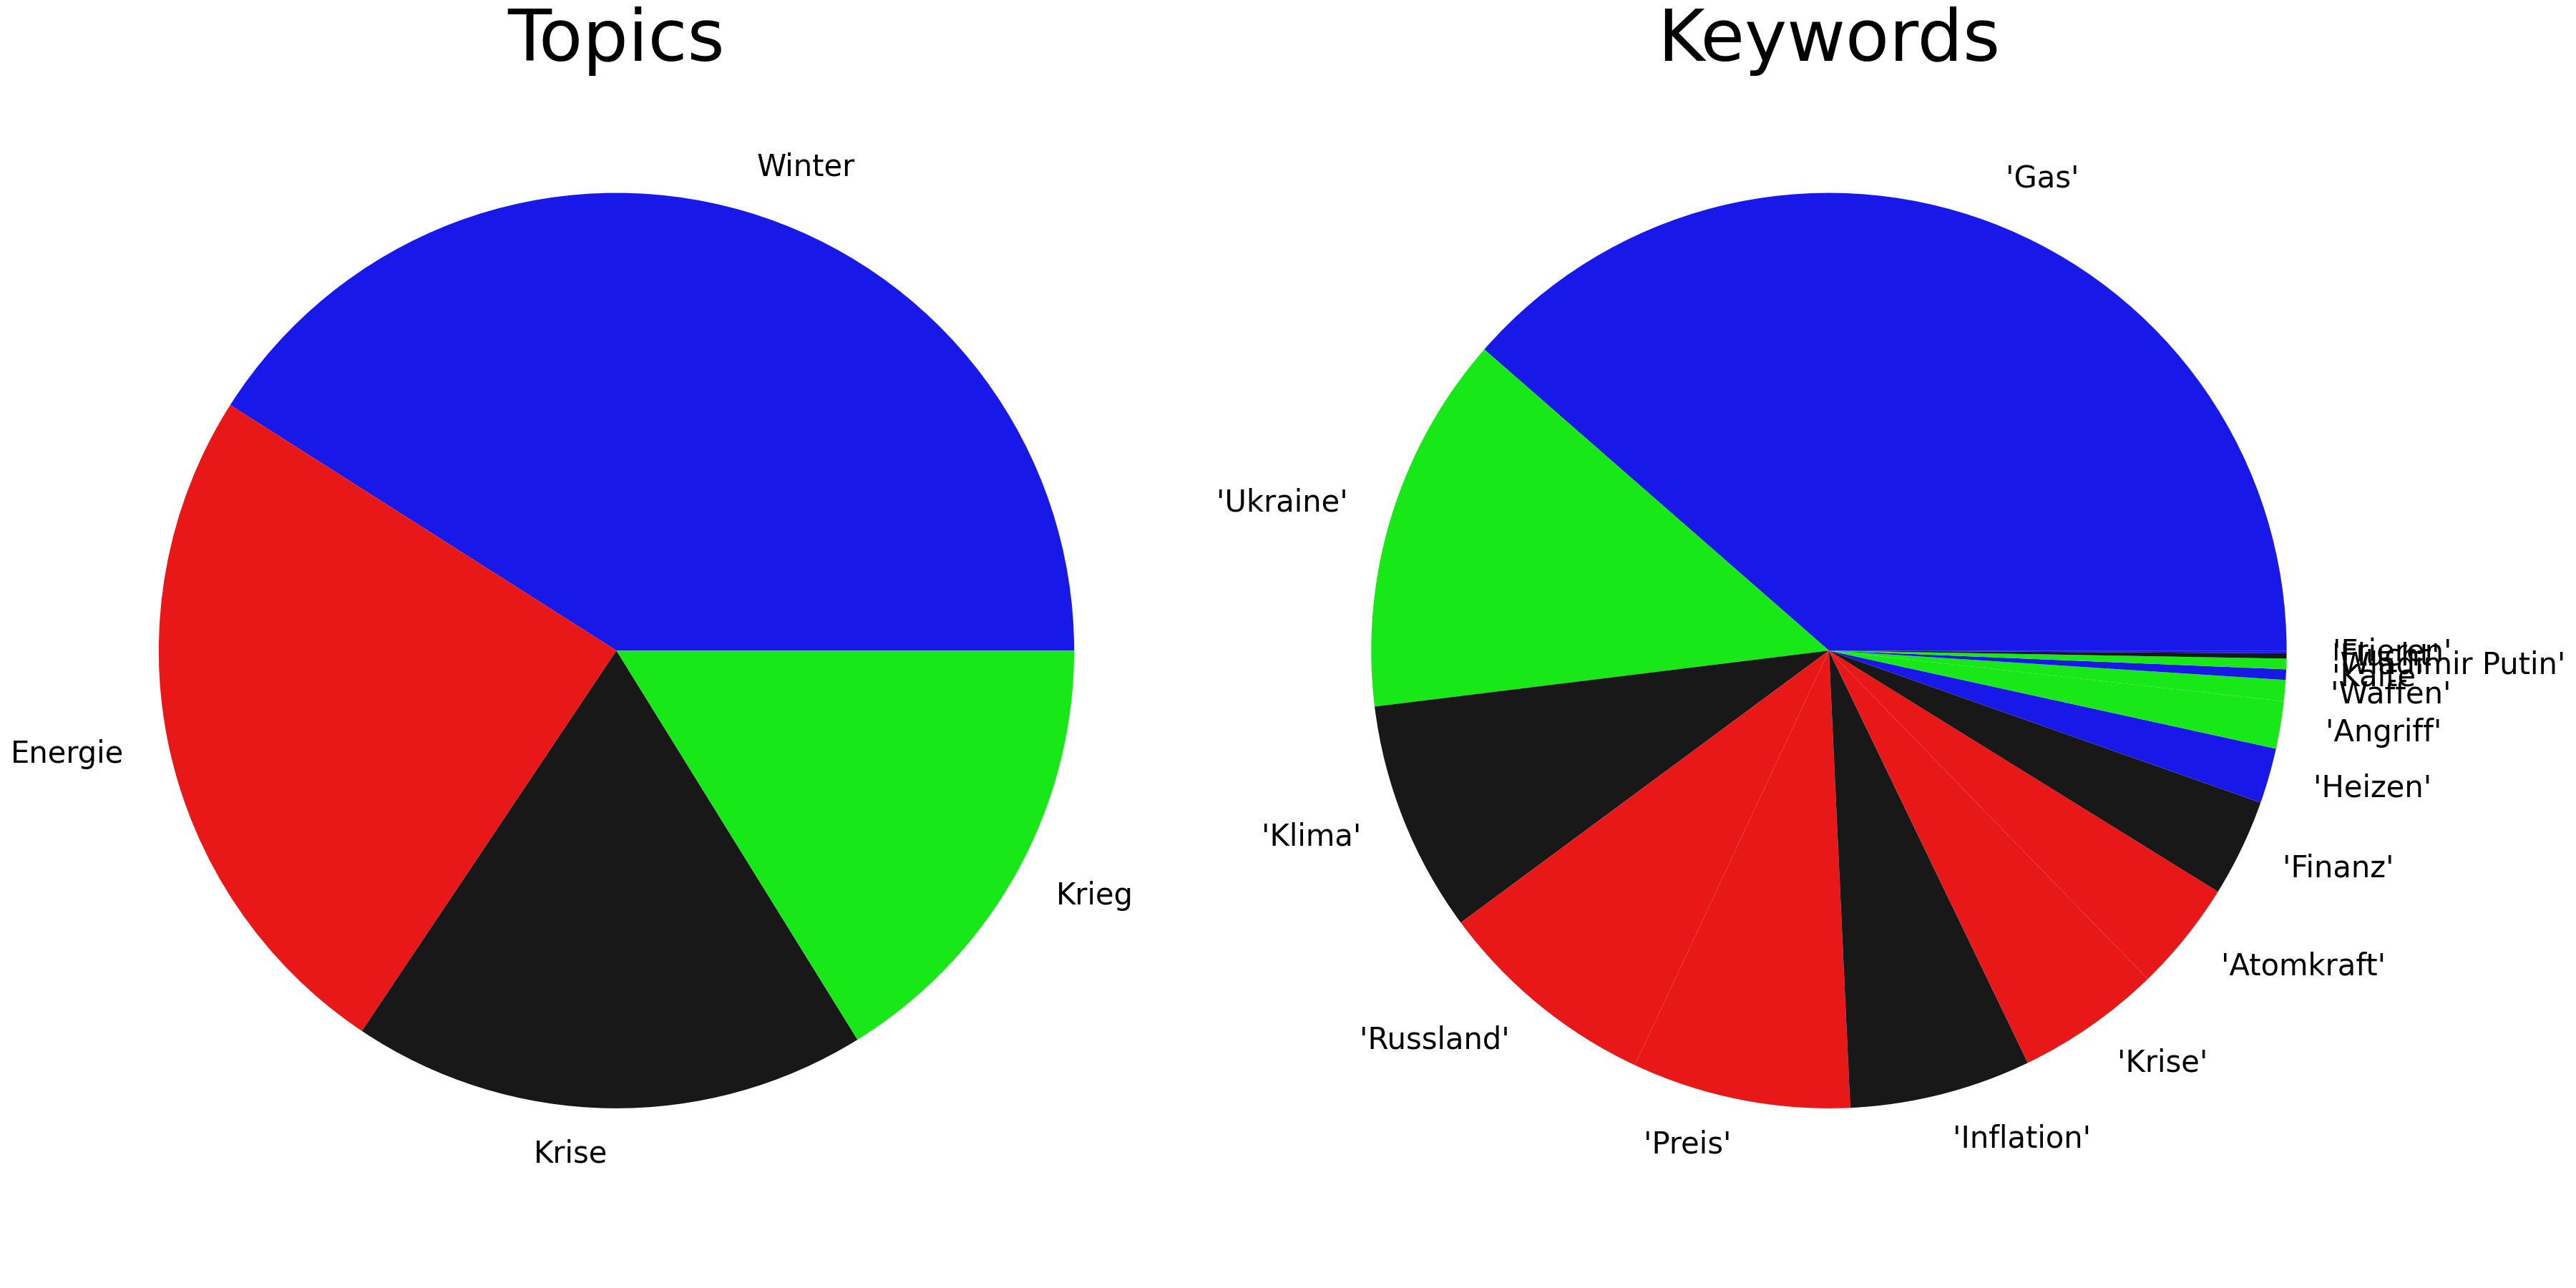 Topics
Keywords
Winter
Energie
Krise
Krieg
'Gas'
'Ukraine'
'Klima'
'Russland'
'Preis'
'Inflation'
'Krise'
'Atomkraft'
'Finanz'
'Heizen'
'Angriff'
'Waffen'
'Wladimir Putin'
'Frieren'